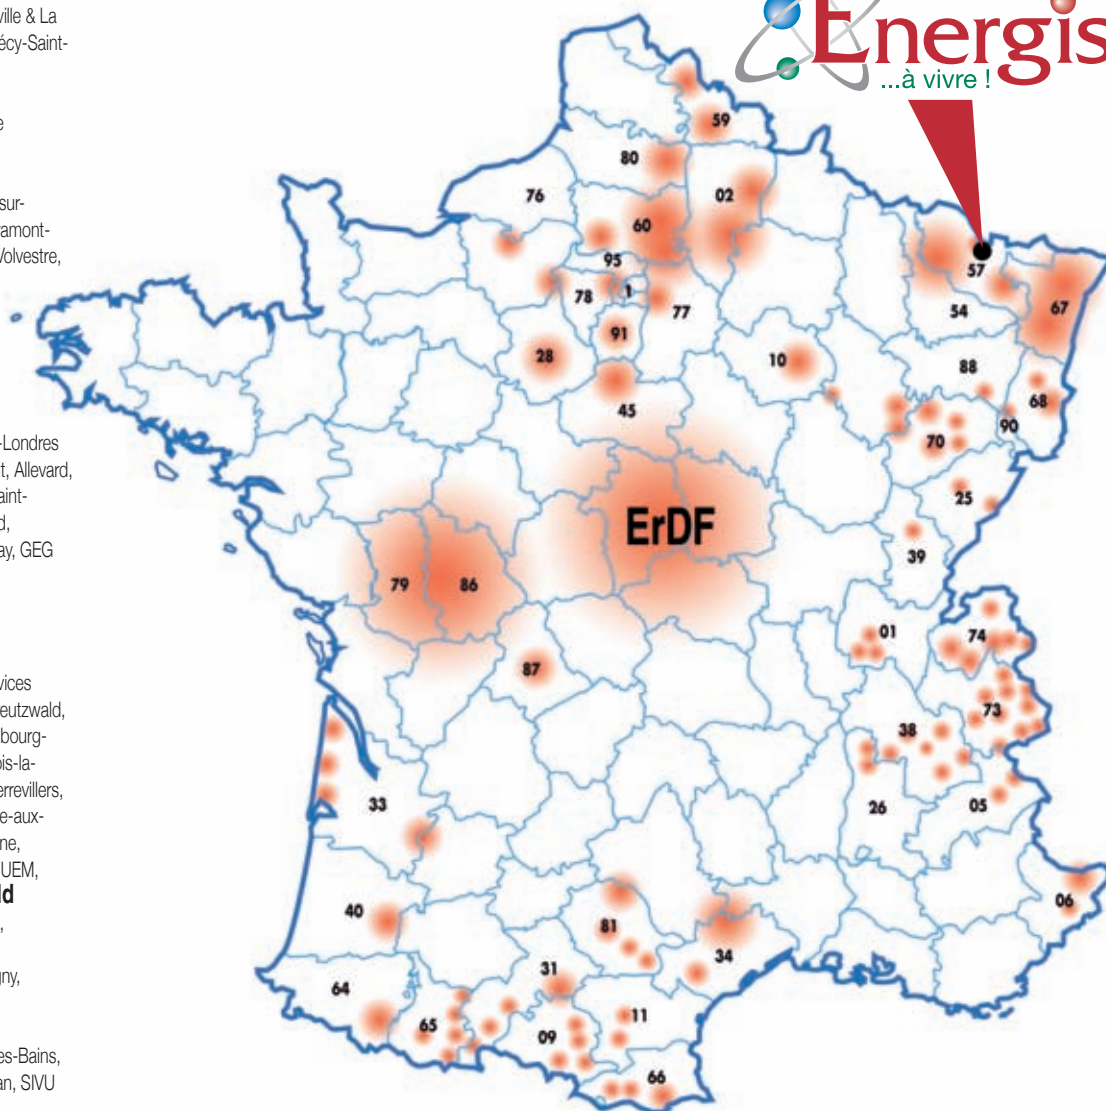 ville & La
écy-Saint-
e
sur-
amont-
Volvestre,
-Londres
t, Allevard,
aint-
d,
ay, GEG
vices
eutzwald,
bourg-
ois-la-
errevillers,
e-aux-
ne,
UEM,
ld
,
gny,
es-Bains,
an, SIVU
Energis
...à vivre !
59
80
76
02
60
95
57
78
1
77
54
67
91
28
10
88
45
68
90
70
25
ErDF
39
79
86
01
74
87
73
38
33
26
05
06
40
81
34
31
64
65
11
09
66